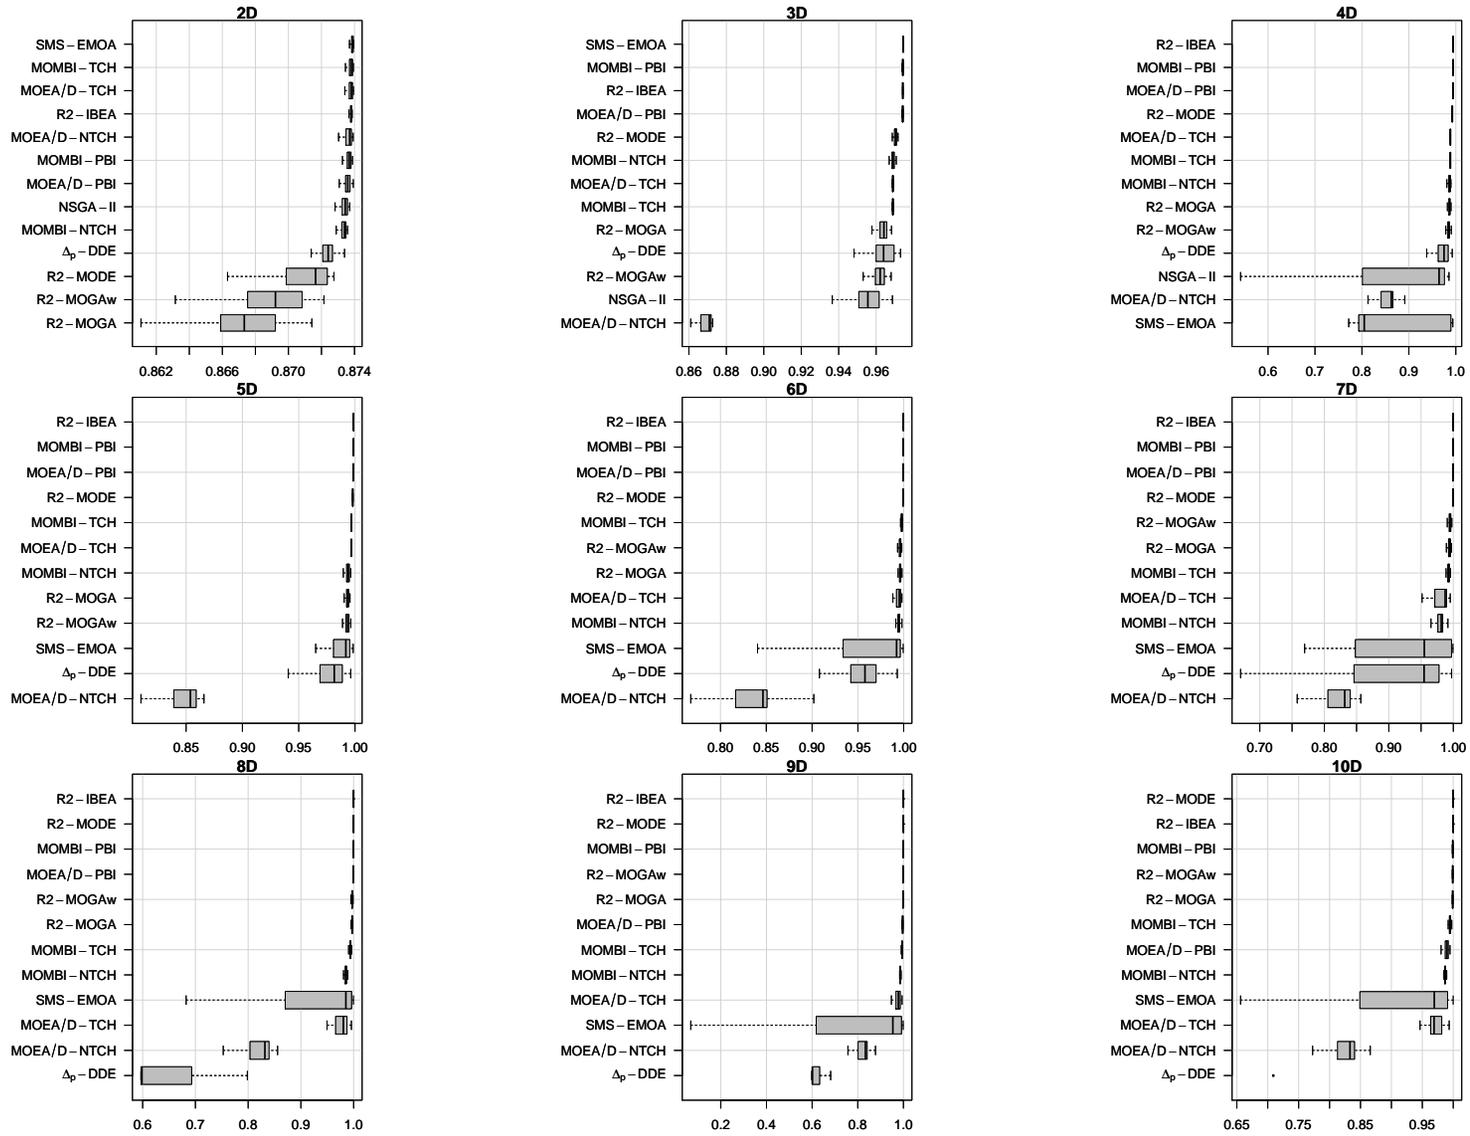 2D
SMS−EMOA
MOMBI−TCH
MOEA/D−TCH
R2−IBEA
MOEA/D−NTCH
MOMBI−PBI
MOEA/D−PBI
NSGA−II
MOMBI−NTCH
Δp−DDE
R2−MODE
R2−MOGAw
R2−MOGA
0.862 0.866 0.870 0.874
3D
SMS−EMOA
MOMBI−PBI
R2−IBEA
MOEA/D−PBI
R2−MODE
MOMBI−NTCH
MOEA/D−TCH
MOMBI−TCH
R2−MOGA
Δp−DDE
R2−MOGAw
NSGA−II
MOEA/D−NTCH
0.86 0.88 0.90 0.92 0.94 0.96
4D
R2−IBEA
MOMBI−PBI
MOEA/D−PBI
R2−MODE
MOEA/D−TCH
MOMBI−TCH
MOMBI−NTCH
R2−MOGA
R2−MOGAw
Δp−DDE
NSGA−II
MOEA/D−NTCH
SMS−EMOA
0.6 0.7 0.8 0.9 1.0
5D
R2−IBEA
MOMBI−PBI
MOEA/D−PBI
R2−MODE
MOMBI−TCH
MOEA/D−TCH
MOMBI−NTCH
R2−MOGA
R2−MOGAw
SMS−EMOA
Δp−DDE
MOEA/D−NTCH
0.85 0.90 0.95 1.00
6D
R2−IBEA
MOMBI−PBI
MOEA/D−PBI
R2−MODE
MOMBI−TCH
R2−MOGAw
R2−MOGA
MOEA/D−TCH
MOMBI−NTCH
SMS−EMOA
Δp−DDE
MOEA/D−NTCH
0.80 0.85 0.90 0.95 1.00
7D
R2−IBEA
MOMBI−PBI
MOEA/D−PBI
R2−MODE
R2−MOGAw
R2−MOGA
MOMBI−TCH
MOEA/D−TCH
MOMBI−NTCH
SMS−EMOA
Δp−DDE
MOEA/D−NTCH
0.70 0.80 0.90 1.00
8D
R2−IBEA
R2−MODE
MOMBI−PBI
MOEA/D−PBI
R2−MOGAw
R2−MOGA
MOMBI−TCH
MOMBI−NTCH
SMS−EMOA
MOEA/D−TCH
MOEA/D−NTCH
Δp−DDE
0.6 0.7 0.8 0.9 1.0
9D
R2−IBEA
R2−MODE
MOMBI−PBI
R2−MOGAw
R2−MOGA
MOEA/D−PBI
MOMBI−TCH
MOMBI−NTCH
MOEA/D−TCH
SMS−EMOA
MOEA/D−NTCH
Δp−DDE
0.2 0.4 0.6 0.8 1.0
10D
R2−MODE
R2−IBEA
MOMBI−PBI
R2−MOGAw
R2−MOGA
MOMBI−TCH
MOEA/D−PBI
MOMBI−NTCH
SMS−EMOA
MOEA/D−TCH
MOEA/D−NTCH
Δp−DDE
0.65 0.75 0.85 0.95